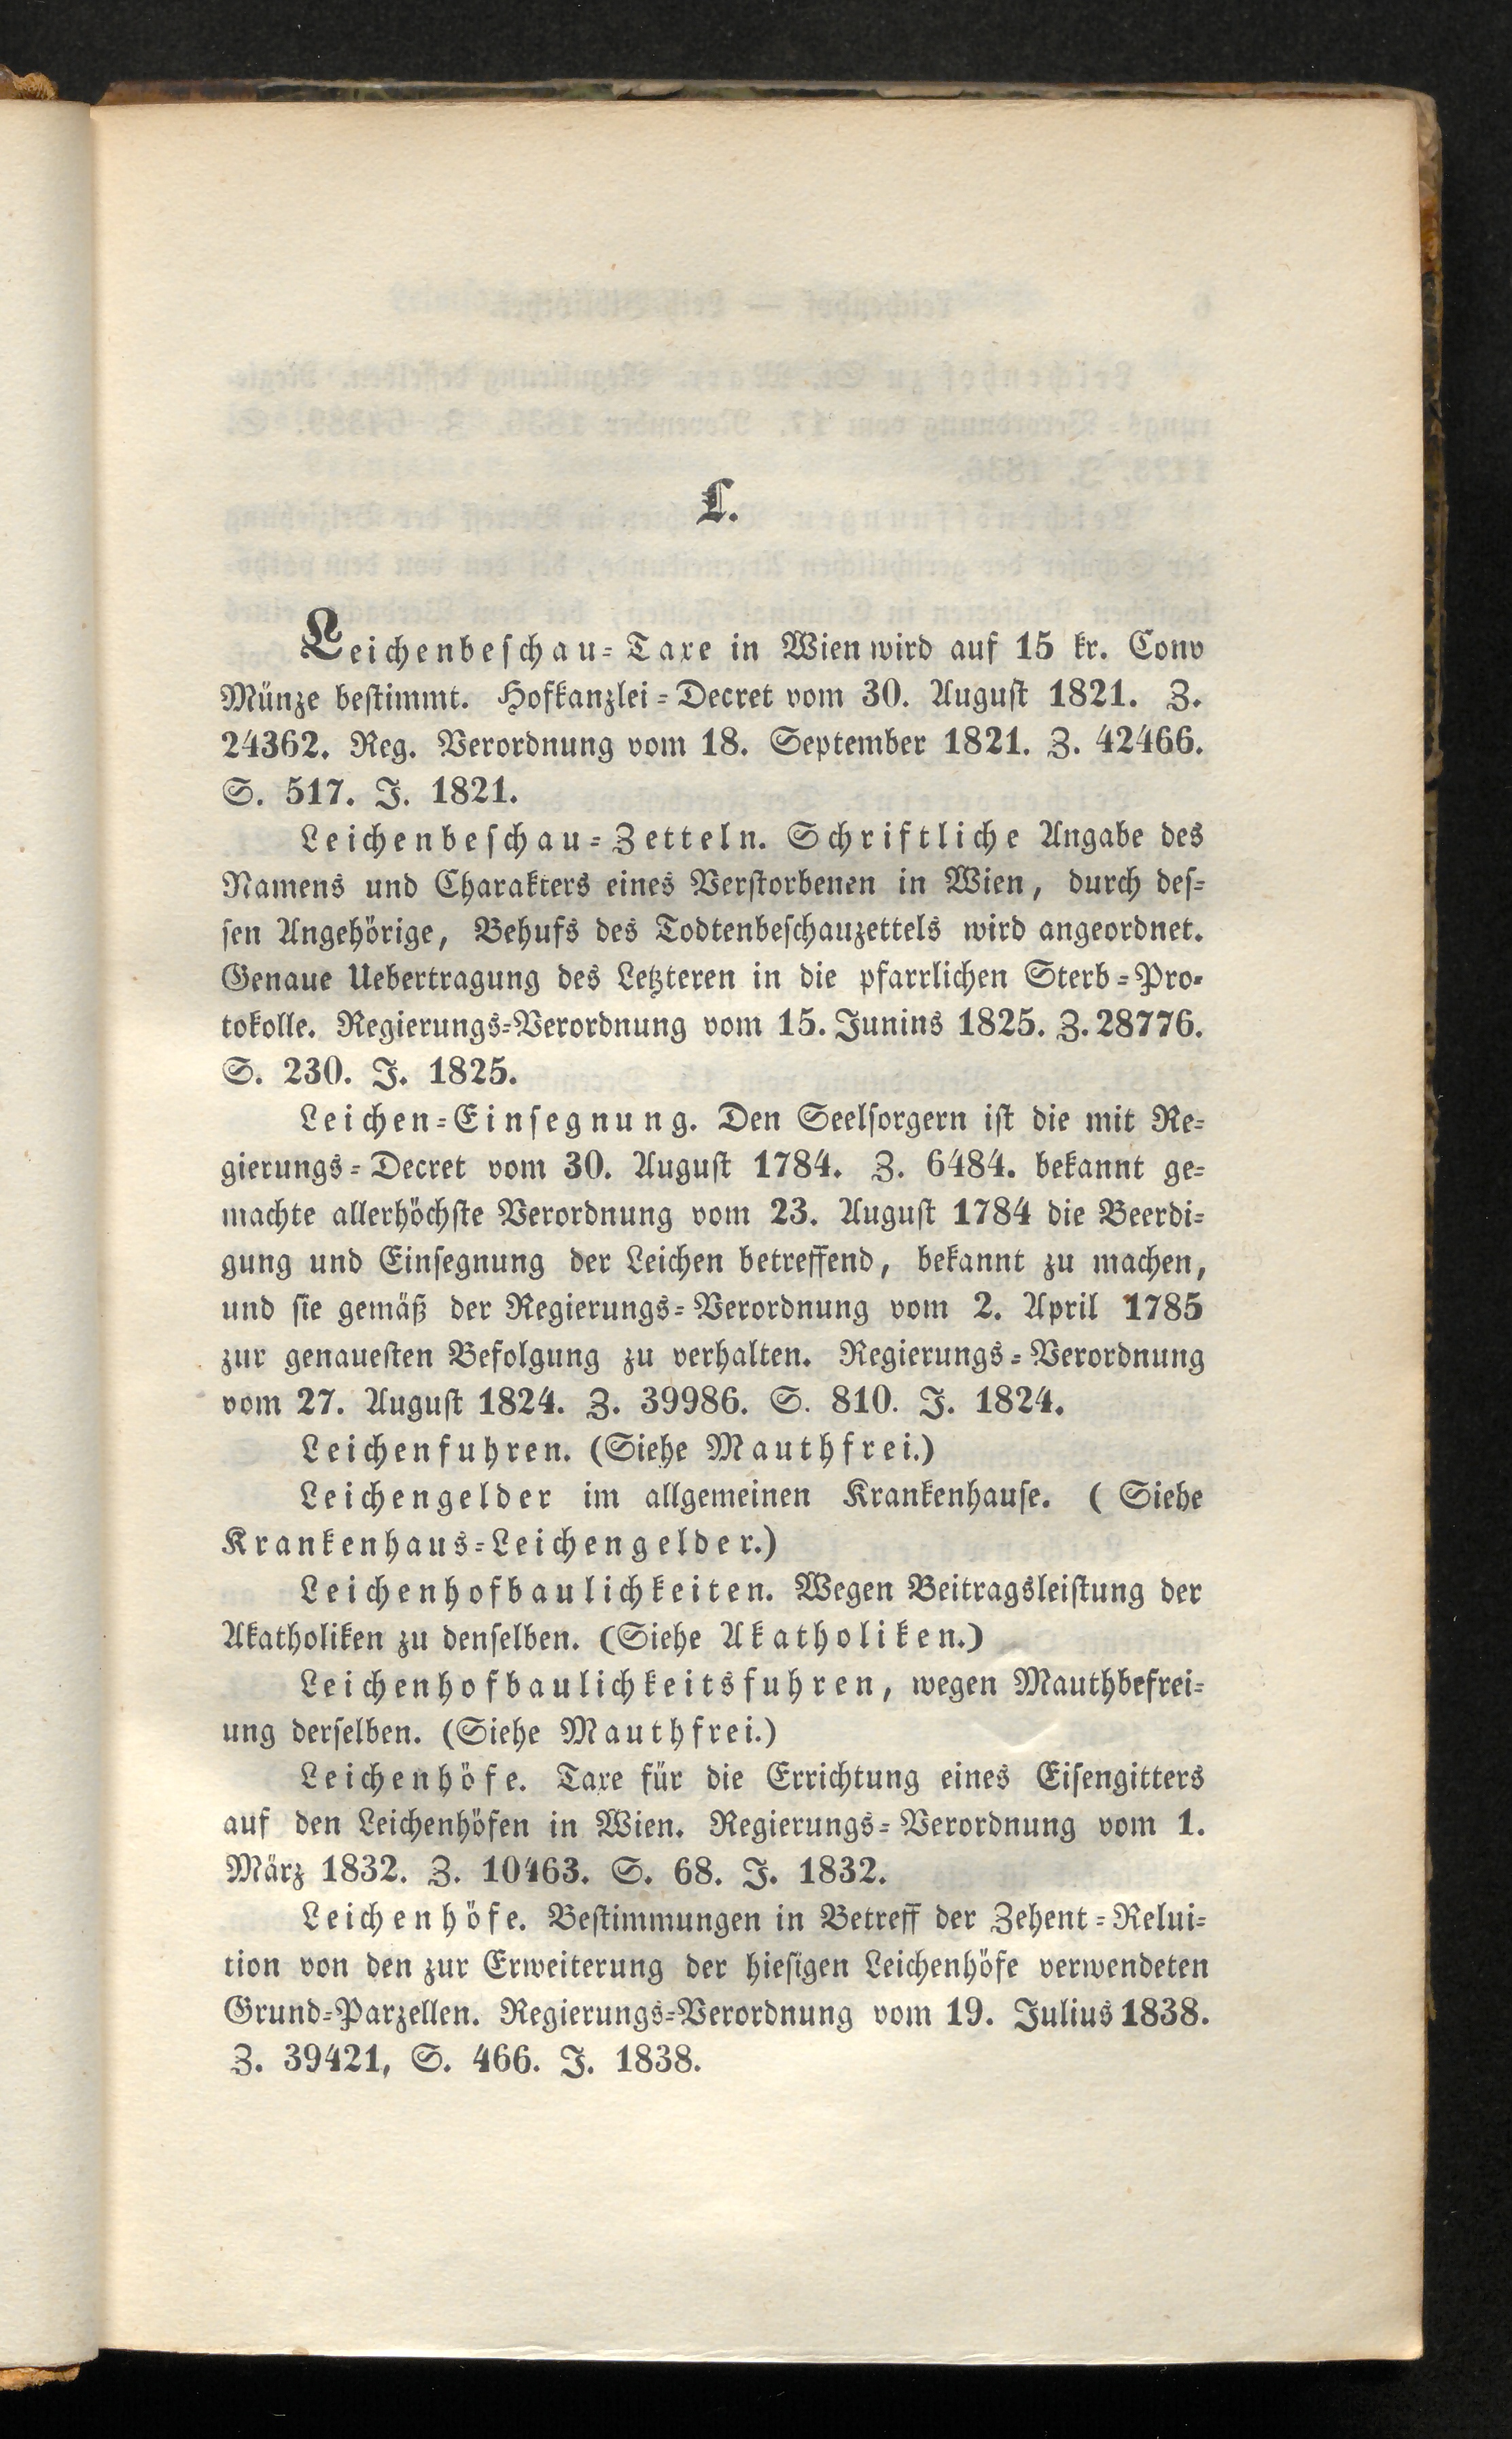 L.
Leichenbeschau-Taxe in Wien wird auf 15 kr. Conv
Münze bestimmt. Hofkanzlei-Decret vom 30. August 1821. Z.
24362. Reg. Verordnung vom 18. September 1821. Z. 42466.
S. 517. J. 1821.
Leichenbeschau-Zetteln. Schriftliche Angabe des
Namens und Charakters eines Verstorbenen in Wien, durch des-
sen Angehörige, Behufs des Todtenbeschauzettels wird angeordnet.
Genaue Uebertragung des Letzteren in die pfarrlichen Sterb-Pro-
tokolle. Regierungs-Verordnung vom 15. Junins 1825. Z. 28776.
S. 230. J. 1825.
Leichen-Einsegnung. Den Seelsorgern ist die mit Re-
gierungs-Decret vom 30. August 1784. Z. 6484. bekannt ge-
machte allerhöchste Verordnung vom 23. August 1784 die Beerdi-
gung und Einsegnung der Leichen betreffend, bekannt zu machen,
und sie gemäß der Regierungs-Verordnung vom 2. April 1785
zur genauesten Befolgung zu verhalten. Regierungs-Verordnung
vom 27. August 1824. Z. 39986. S. 810. J. 1824.
Leichenfuhren. (Siehe Mauthfrei.)
Leichengelder im allgemeinen Krankenhause. (Siehe
Krankenhaus-Leichengelder.)
Leichenhofbaulichkeiten. Wegen Beitragsleistung der
Akatholiken zu denselben. (Siehe Akatholiken.)
Leichenhofbaulichkeitsfuhren, wegen Mauthbefrei-
ung derselben. (Siehe Mauthfrei.)
Leichenhöfe. Taxe für die Errichtung eines Eisengitters
auf den Leichenhöfen in Wien. Regierungs-Verordnung vom 1.
März 1832. Z. 10463. S. 68. J. 1832.
Leichenhöfe. Bestimmungen in Betreff der Zehent-Relui-
tion von den zur Erweiterung der hiesigen Leichenhöfe verwendeten
Grund-Parzellen. Regierungs-Verordnung vom 19. Julius 1838.
Z. 39421, S. 466. J. 1838.